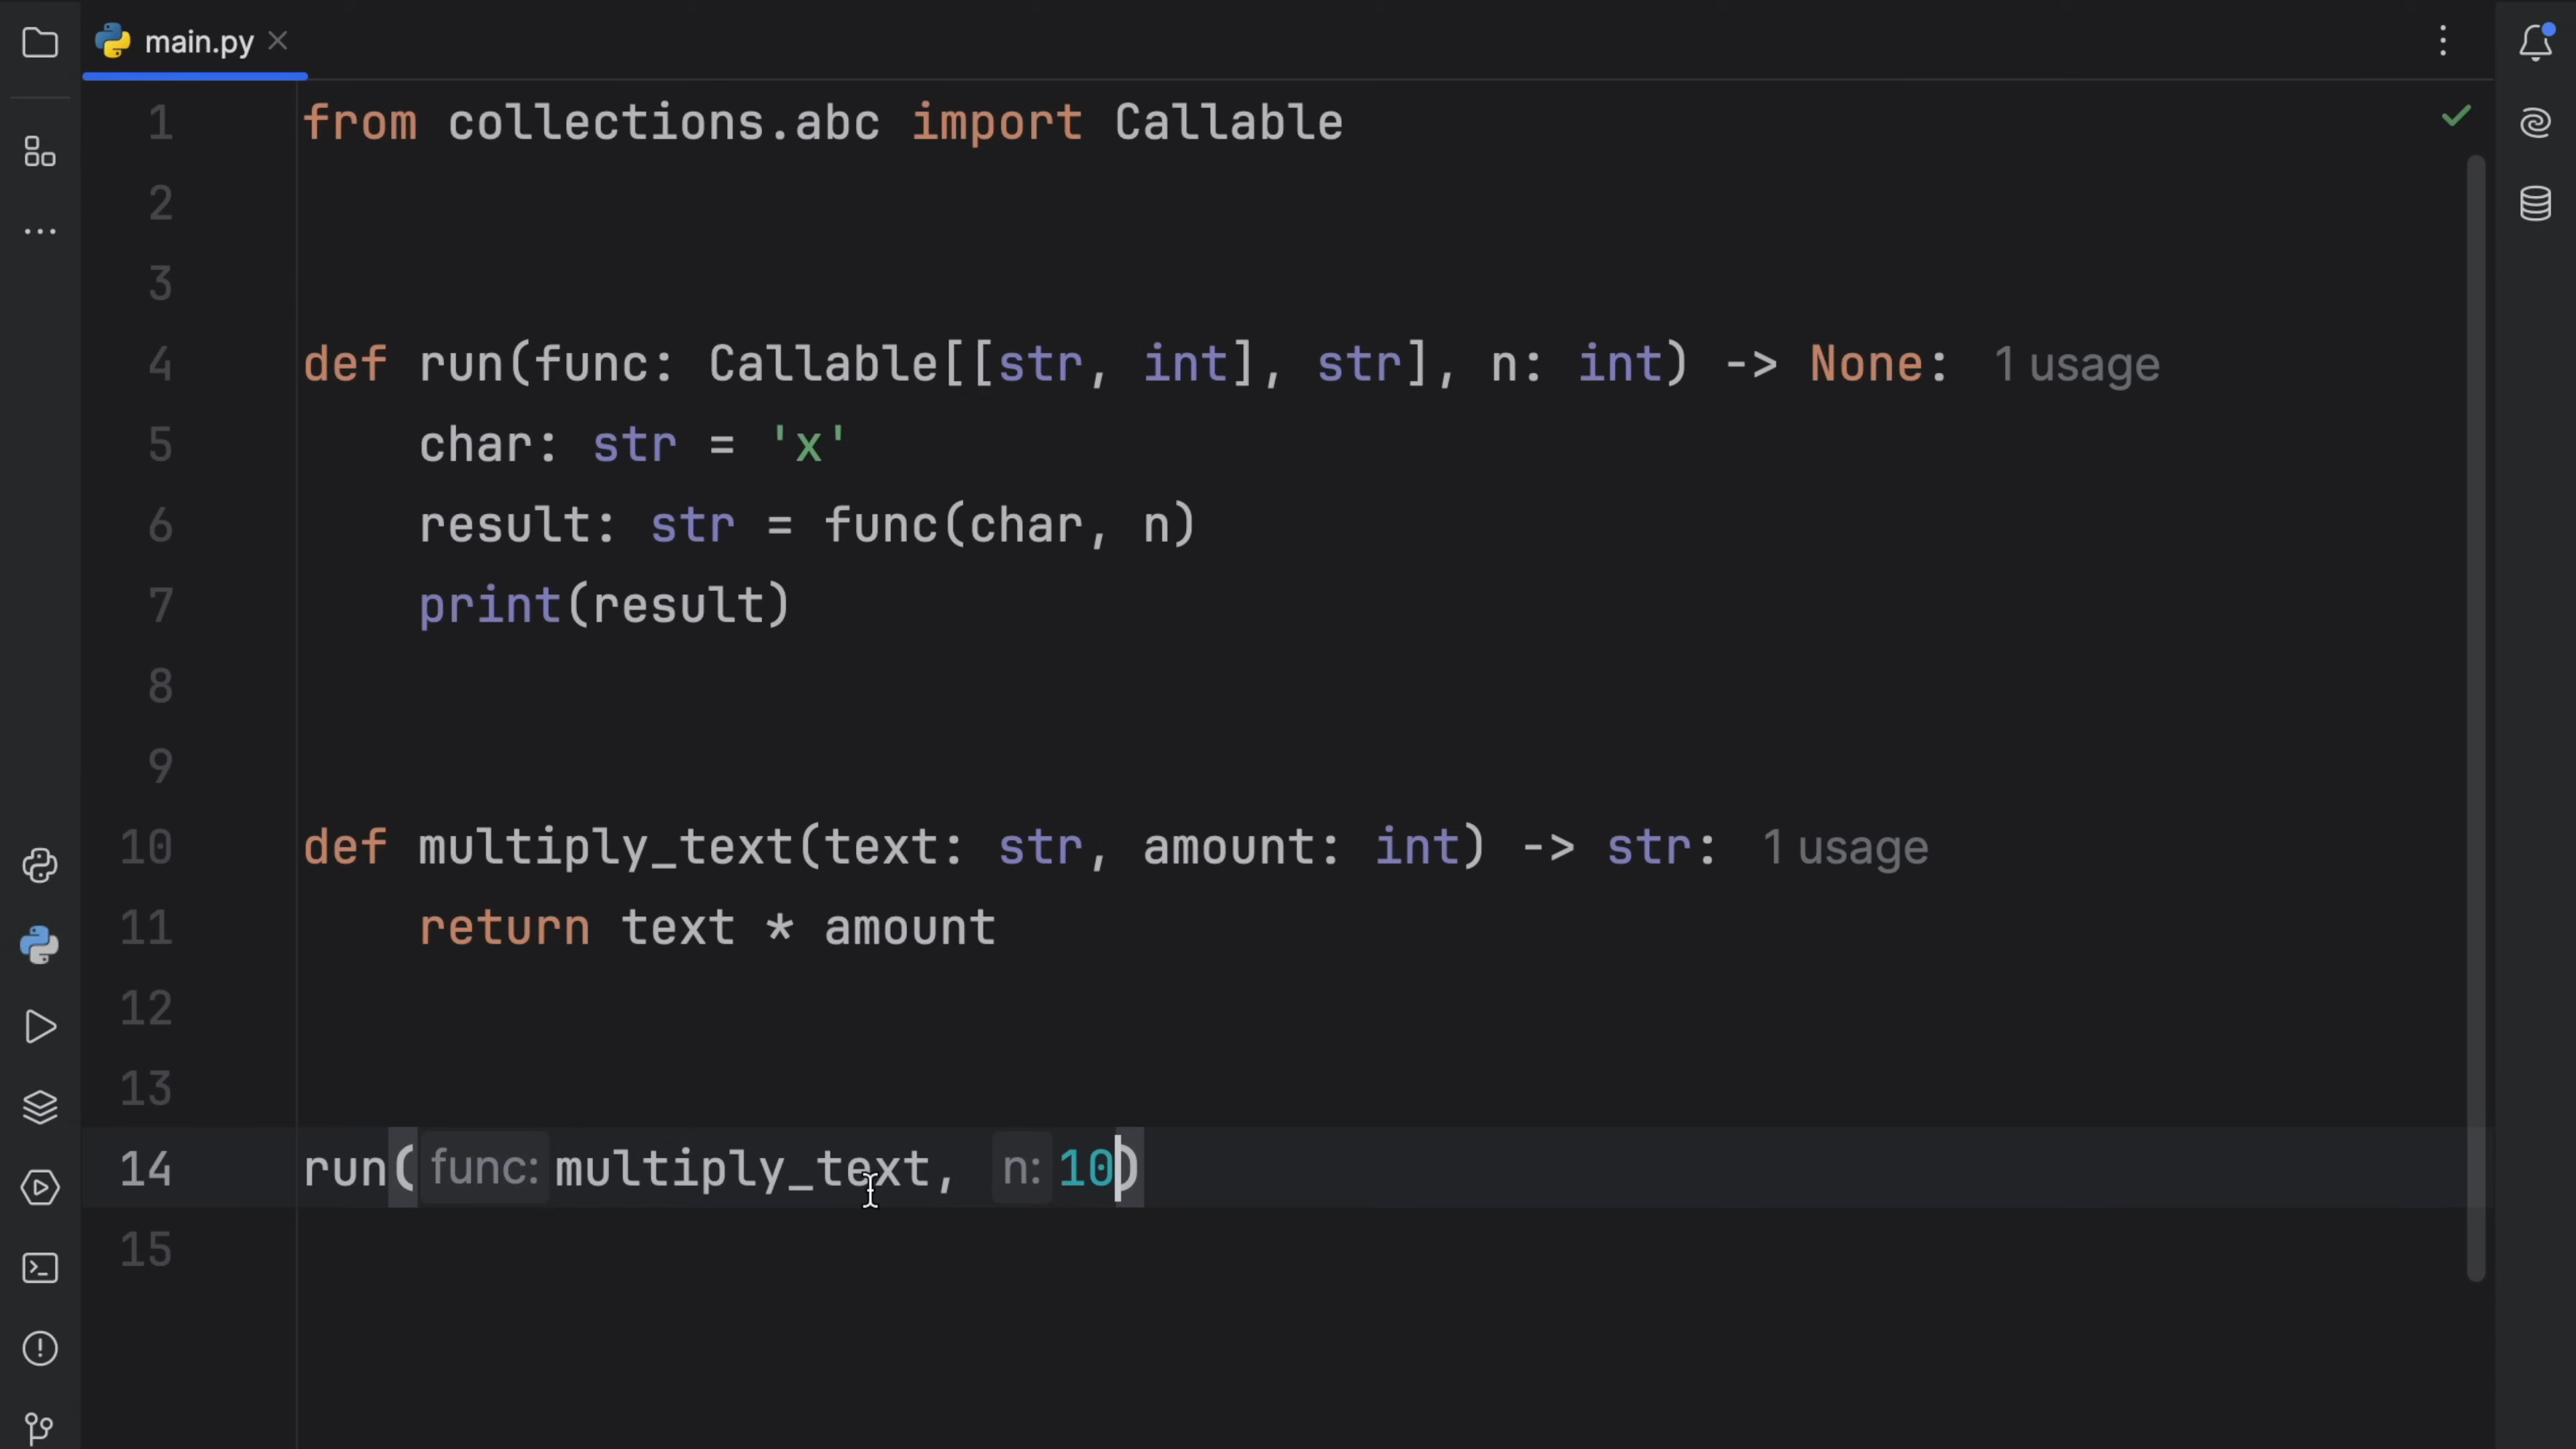 main.py
1 from collections.abc import Callable
2
3
4 def run(func: Callable[[str, int], str], n: int) -> None: 1 usage
5     char: str = 'x'
6     result: str = func(char, n)
7     print(result)
8
9
10 def multiply_text(text: str, amount: int) -> str: 1 usage
11     return text * amount
12
13
14 run(func: multiply_text, n: 10)
15